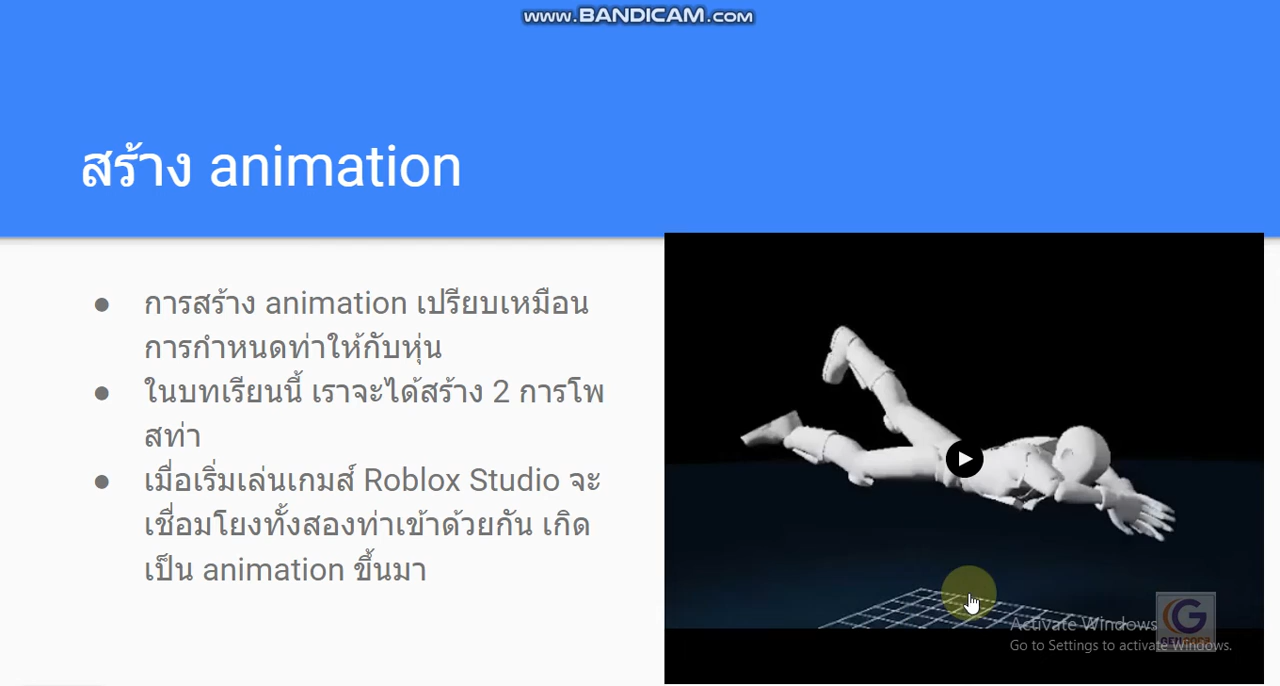 www.BANDICAM.com
สร้าง animation
● การสร้าง animation เปรียบเหมือน
การกำหนดท่าให้กับหุ่น
● ในบทเรียนนี้ เราจะได้สร้าง 2 การโพ
สท่า
● เมื่อเริ่มเล่นเกมส์ Roblox Studio จะ
เชื่อมโยงทั้งสองท่าเข้าด้วยกัน เกิด
เป็น animation ขึ้นมา
Activate Windows
Go to Settings to activate Windows.